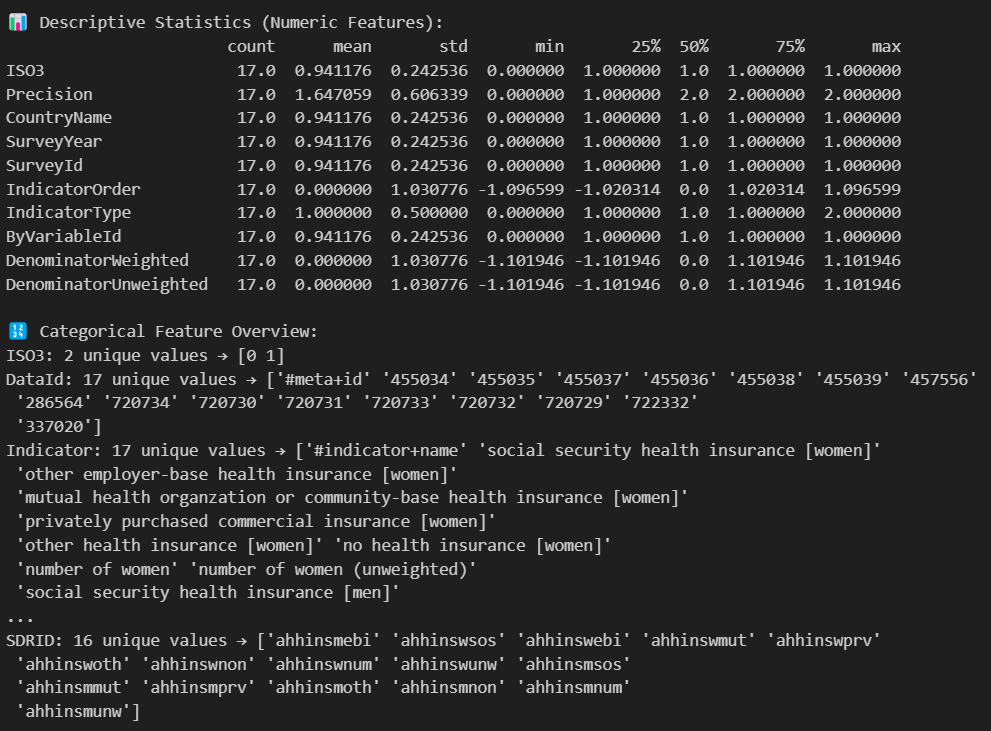 📊 Descriptive Statistics (Numeric Features):
count mean std min 25% 50% 75% max
ISO3 17.0 0.941176 0.242536 0.000000 1.000000 1.0 1.000000 1.000000
Precision 17.0 1.647059 0.606339 0.000000 1.000000 2.0 2.000000 2.000000
CountryName 17.0 0.941176 0.242536 0.000000 1.000000 1.0 1.000000 1.000000
SurveyYear 17.0 0.941176 0.242536 0.000000 1.000000 1.0 1.000000 1.000000
SurveyId 17.0 0.941176 0.242536 0.000000 1.000000 1.0 1.000000 1.000000
IndicatorOrder 17.0 0.000000 1.030776 -1.096599 -1.020314 0.0 1.020314 1.096599
IndicatorType 17.0 1.000000 0.500000 0.000000 1.000000 1.0 1.000000 2.000000
ByVariableId 17.0 0.941176 0.242536 0.000000 1.000000 1.0 1.000000 1.000000
DenominatorWeighted 17.0 0.000000 1.030776 -1.101946 -1.101946 0.0 1.101946 1.101946
DenominatorUnweighted 17.0 0.000000 1.030776 -1.101946 -1.101946 0.0 1.101946 1.101946
🔢 Categorical Feature Overview:
ISO3: 2 unique values → [0 1]
DataId: 17 unique values → ['#meta+id' '455034' '455035' '455037' '455036' '455038' '455039' '457556'
'286564' '720734' '720730' '720731' '720733' '720732' '720729' '722332'
'337020']
Indicator: 17 unique values → ['#indicator+name' 'social security health insurance [women]'
'other employer-base health insurance [women]'
'mutual health organzation or community-base health insurance [women]'
'privately purchased commercial insurance [women]'
'other health insurance [women]' 'no health insurance [women]'
'number of women' 'number of women (unweighted)'
'social security health insurance [men]'
...
SDRID: 16 unique values → ['ahhinsmebi' 'ahhinswsos' 'ahhinswebi' 'ahhinswmut' 'ahhinswprv'
'ahhinswoth' 'ahhinswnon' 'ahhinswnum' 'ahhinswunw' 'ahhinsmsos'
'ahhinsmmut' 'ahhinsmprv' 'ahhinsmoth' 'ahhinsmnon' 'ahhinsmnum'
'ahhinsmunw']